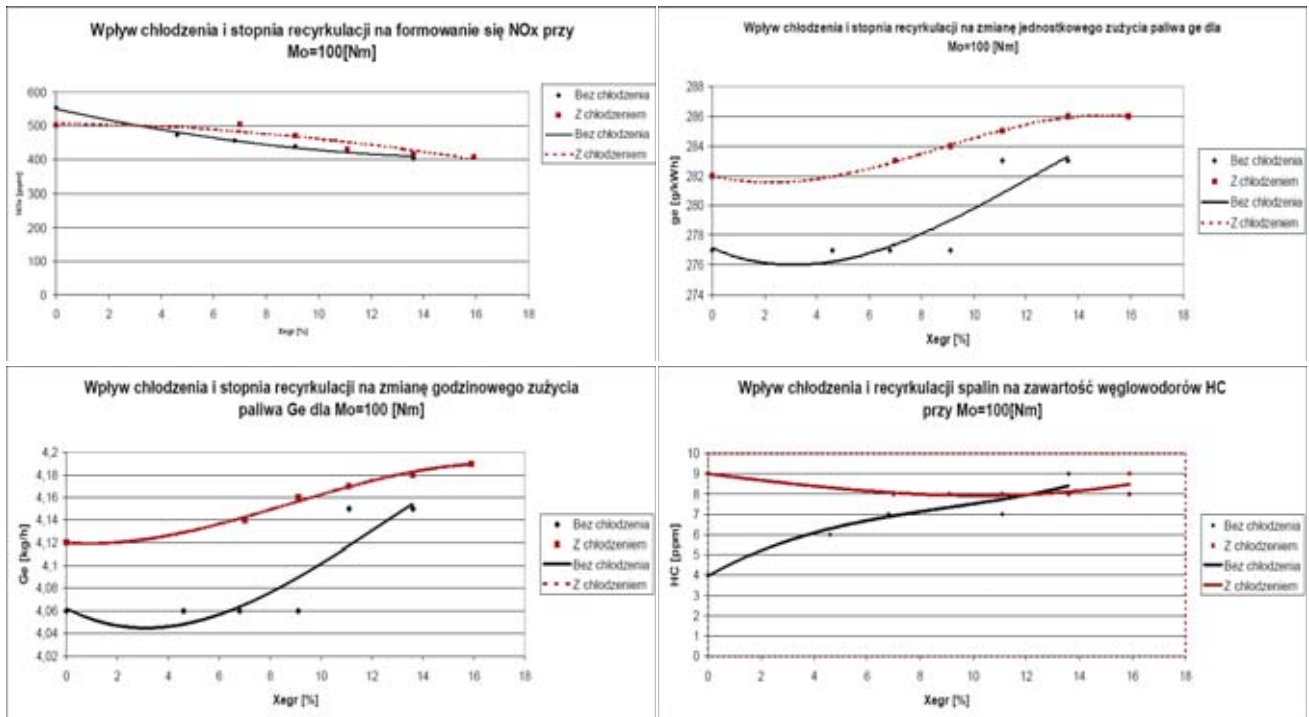 Wpływ chłodzenia i stopnia recyrkulacji na formowanie się NOx przy
Mo=100[Nm]
600
500
400
300
200
100
0
NOx [ppm]
0 2 4 6 8 10 12 14 16 18
Xegr [%]
Bez chłodzenia
Z chłodzeniem
Bez chłodzenia
Z chłodzeniem
Wpływ chłodzenia i stopnia recyrkulacji na zmianę jednostkowego zużycia paliwa ge dla
Mo=100 [Nm]
288
286
284
282
280
278
276
274
ge [g/kWh]
0 2 4 6 8 10 12 14 16 18
Xegr [%]
Bez chłodzenia
Z chłodzeniem
Bez chłodzenia
Z chłodzeniem
Wpływ chłodzenia i stopnia recyrkulacji na zmianę godzinowego zużycia
paliwa Ge dla Mo=100 [Nm]
4,2
4,18
4,16
4,14
4,12
4,1
4,08
4,06
4,04
4,02
Ge [kg/h]
0 2 4 6 8 10 12 14 16 18
Xegr [%]
Bez chłodzenia
Z chłodzeniem
Bez chłodzenia
Z chłodzeniem
Wpływ chłodzenia i recyrkulacji spalin na zawartość węglowodorów HC
przy Mo=100[Nm]
10
9
8
7
6
5
4
3
2
1
0
HC [ppm]
0 2 4 6 8 10 12 14 16 18
Xegr [%]
Bez chłodzenia
Z chłodzeniem
Bez chłodzenia
Z chłodzeniem